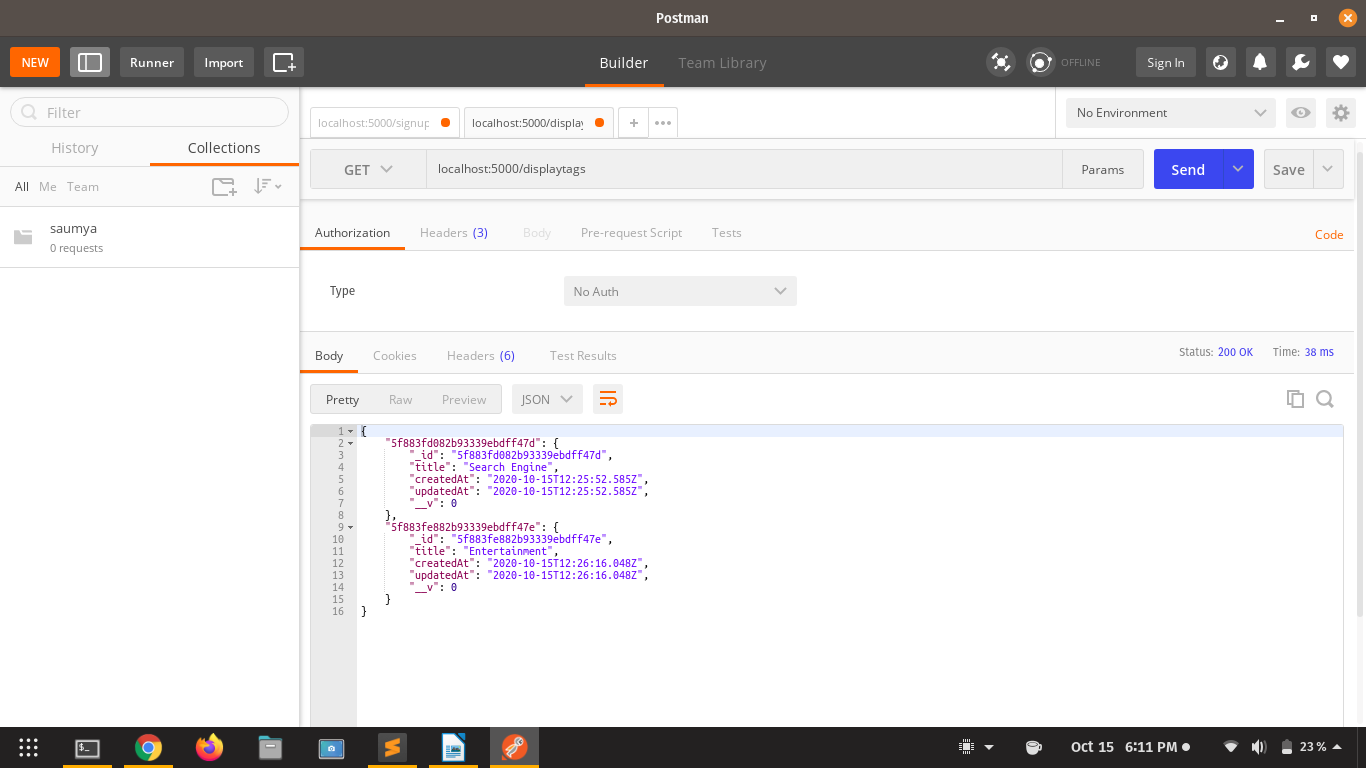 Postman
NEW
Runner
Import
Builder
Team Library
OFFLINE
Sign In
Filter
History
Collections
All
Me
Team
saumya
0 requests
localhost:5000/signup
localhost:5000/display
No Environment
GET
localhost:5000/displaytags
Params
Send
Save
Authorization
Headers (3)
Body
Pre-request Script
Tests
Code
Type
No Auth
Body
Cookies
Headers (6)
Test Results
Status: 200 OK
Time: 38 ms
Pretty
Raw
Preview
JSON
1 {
2 "5f883fd082b93339ebdff47d": {
3 "_id": "5f883fd082b93339ebdff47d",
4 "title": "Search Engine",
5 "createdAt": "2020-10-15T12:25:52.585Z",
6 "updatedAt": "2020-10-15T12:25:52.585Z",
7 "__v": 0
8 },
9 "5f883fe882b93339ebdff47e": {
10 "_id": "5f883fe882b93339ebdff47e",
11 "title": "Entertainment",
12 "createdAt": "2020-10-15T12:26:16.048Z",
13 "updatedAt": "2020-10-15T12:26:16.048Z",
14 "__v": 0
15 }
16 }
$_
Oct 15 6:11 PM
23 %